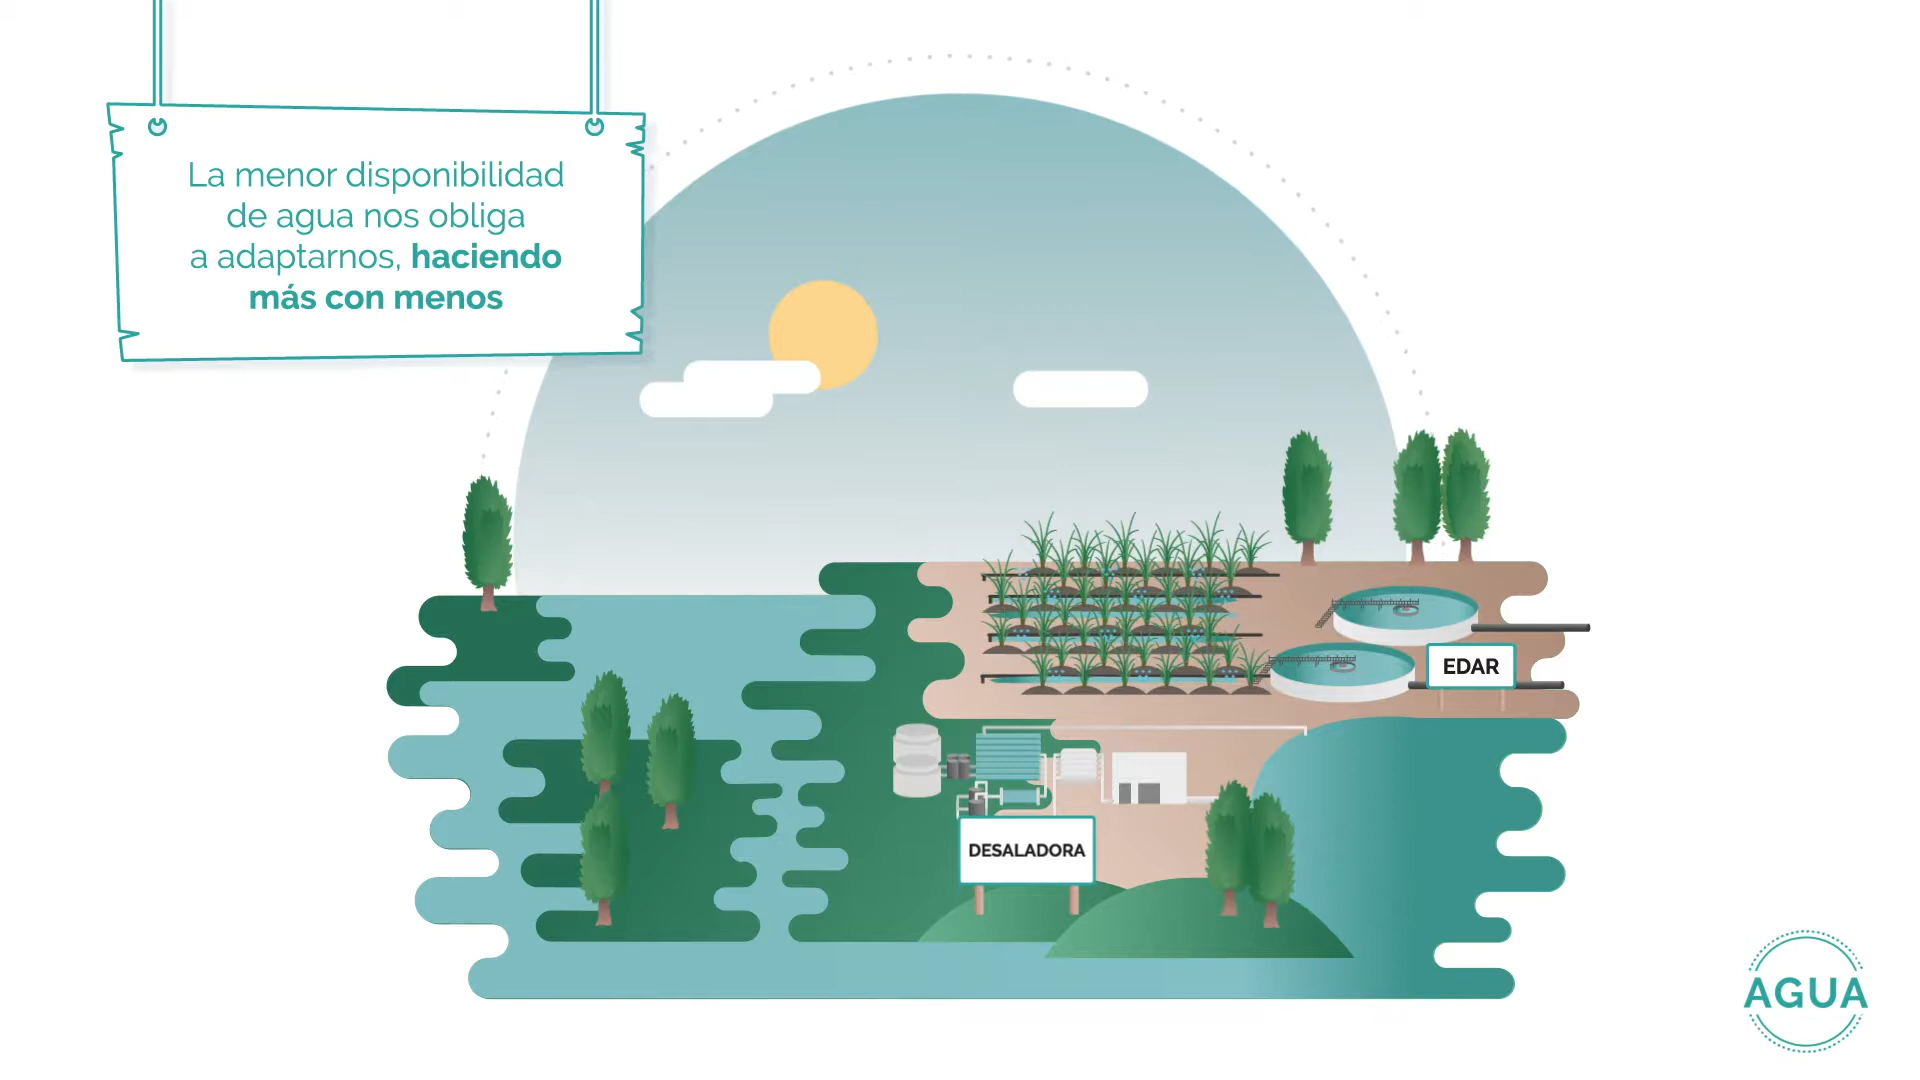 La menor disponibilidad
de agua nos obliga
a adaptarnos, haciendo
más con menos
EDAR
DESALADORA
AGUA